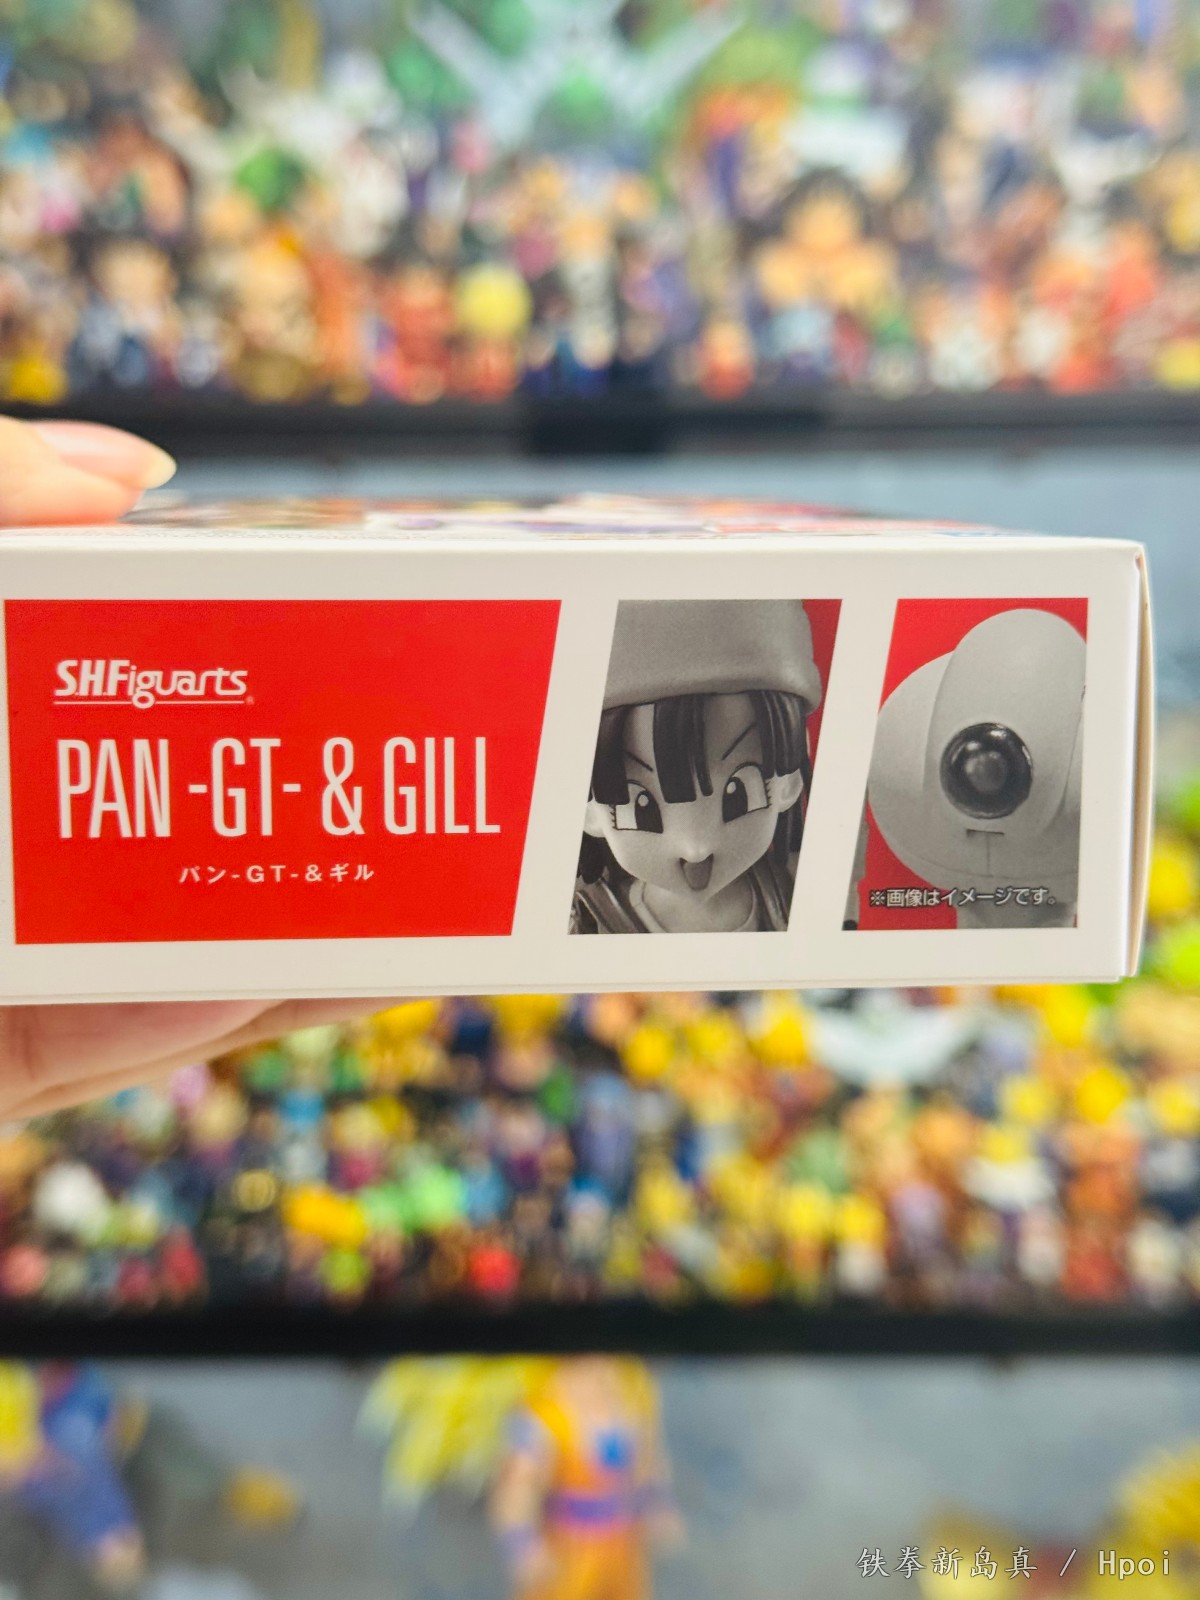 S.H.Figuarts®
PAN -GT- & GILL
パン-GT-&ギル
※画像はイメージです。
铁拳新岛真 / Hpoi